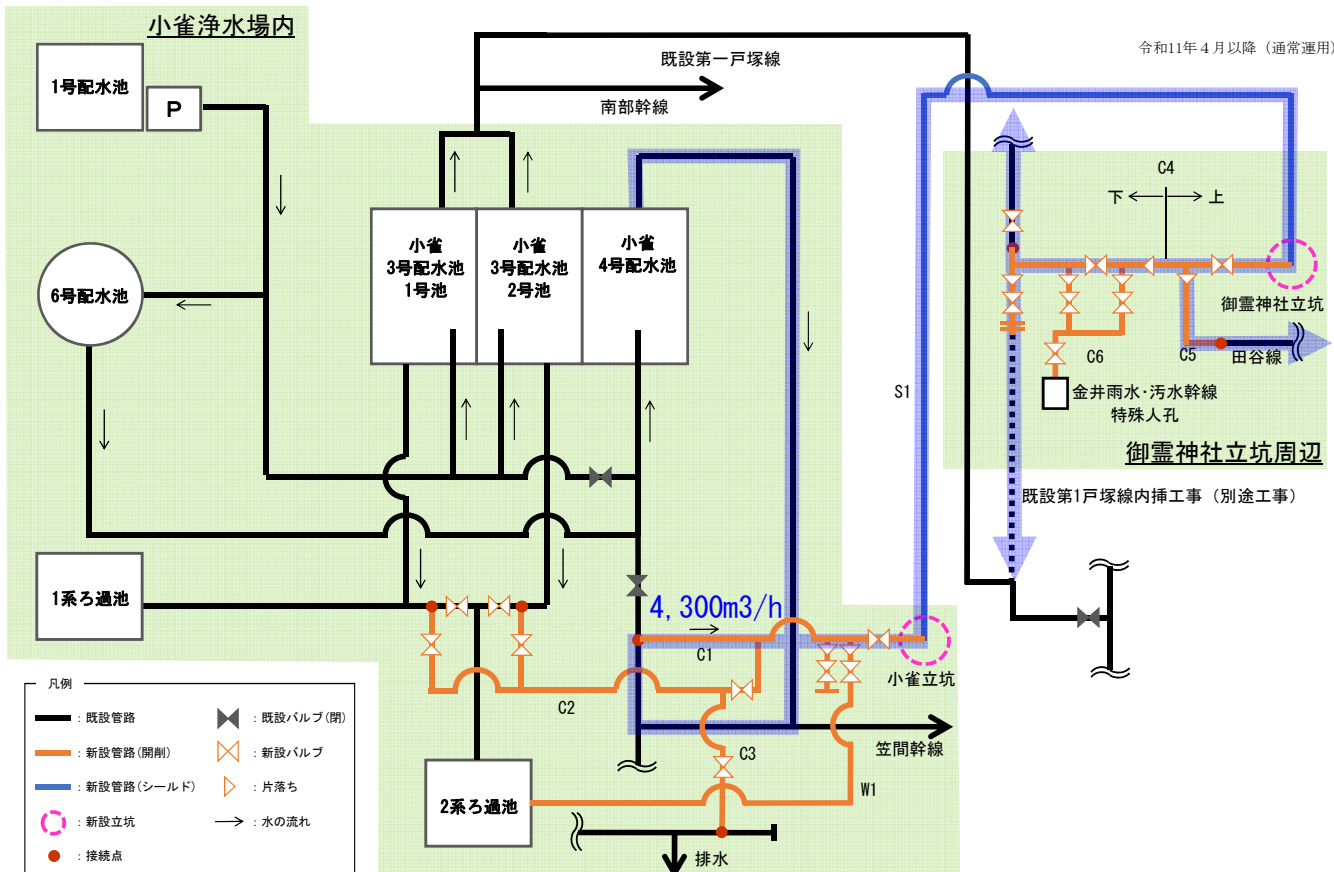 小雀浄水場内
令和11年4月以降（通常運用）
1号配水池
P
既設第一戸塚線
南部幹線
C4
下
上
小雀
3号配水池
1号池
小雀
3号配水池
2号池
小雀
4号配水池
6号配水池
御霊神社立坑
C5
田谷線
C6
金井雨水・汚水幹線
特殊人孔
S1
御霊神社立坑周辺
既設第1戸塚線内挿工事（別途工事）
1系ろ過池
4,300m3/h
C1
小雀立坑
C2
笠間幹線
C3
W1
2系ろ過池
排水
凡例
：既設管路
：既設バルブ(閉)
：新設管路(開削)
：新設バルブ
：新設管路(シールド)
：片落ち
：新設立坑
：水の流れ
：接続点